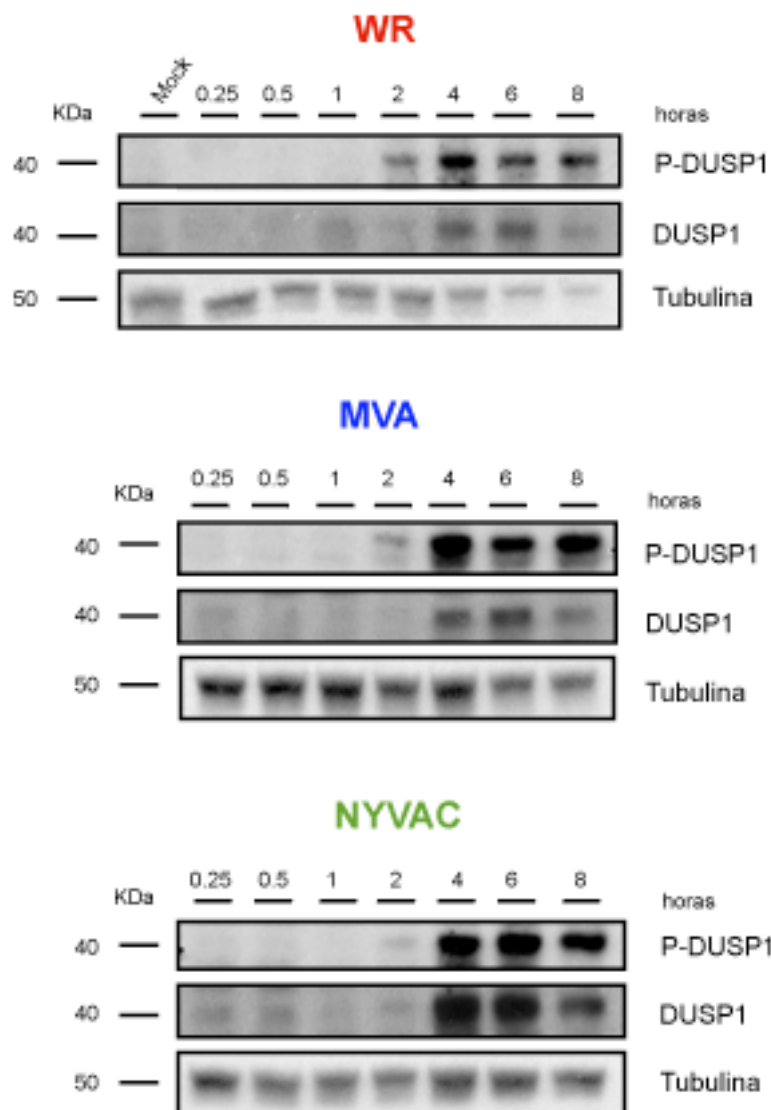 WR
Mock 0.25 0.5 1 2 4 6 8
KDa horas
40 P-DUSP1
40 DUSP1
50 Tubulina
MVA
0.25 0.5 1 2 4 6 8
KDa horas
40 P-DUSP1
40 DUSP1
50 Tubulina
NYVAC
0.25 0.5 1 2 4 6 8
KDa horas
40 P-DUSP1
40 DUSP1
50 Tubulina